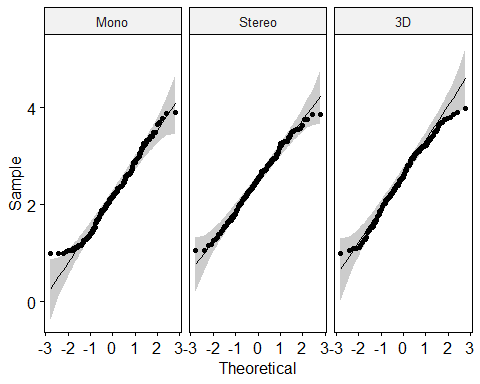 Mono Stereo 3D
Sample
4
2
0
-3 -2 -1 0 1 2 3 -3 -2 -1 0 1 2 3 -3 -2 -1 0 1 2 3
Theoretical